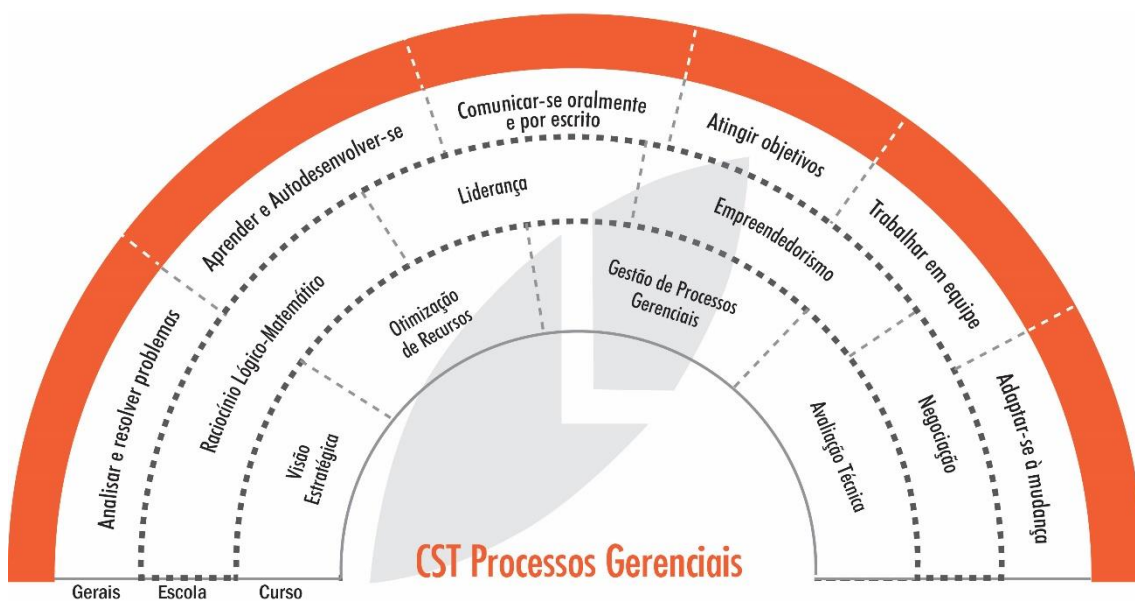 Analisar e resolver problemas
Aprender e Autodesenvolver-se
Comunicar-se oralmente
e por escrito
Atingir objetivos
Trabalhar em equipe
Adaptar-se à mudança
Raciocínio Lógico-Matemático
Liderança
Empreendedorismo
Negociação
Visão
Estratégica
Otimização
de Recursos
Gestão de Processos
Gerenciais
Avaliação Técnica
CST Processos Gerenciais
Gerais
Escola
Curso